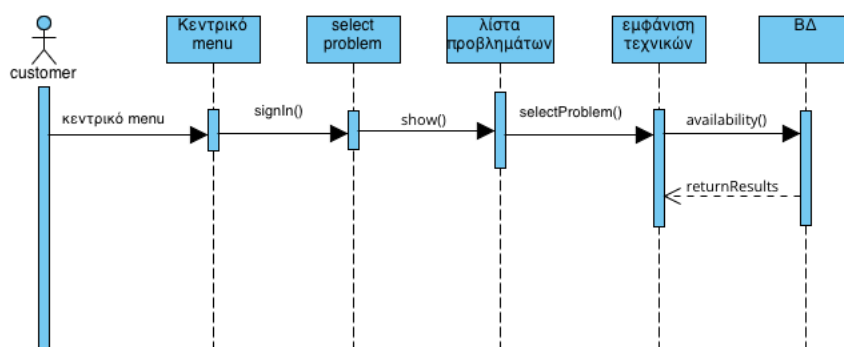 Κεντρικό
menu
select
problem
λίστα
προβλημάτων
εμφάνιση
τεχνικών
ΒΔ
customer
κεντρικό menu
signIn()
show()
selectProblem()
availability()
returnResults